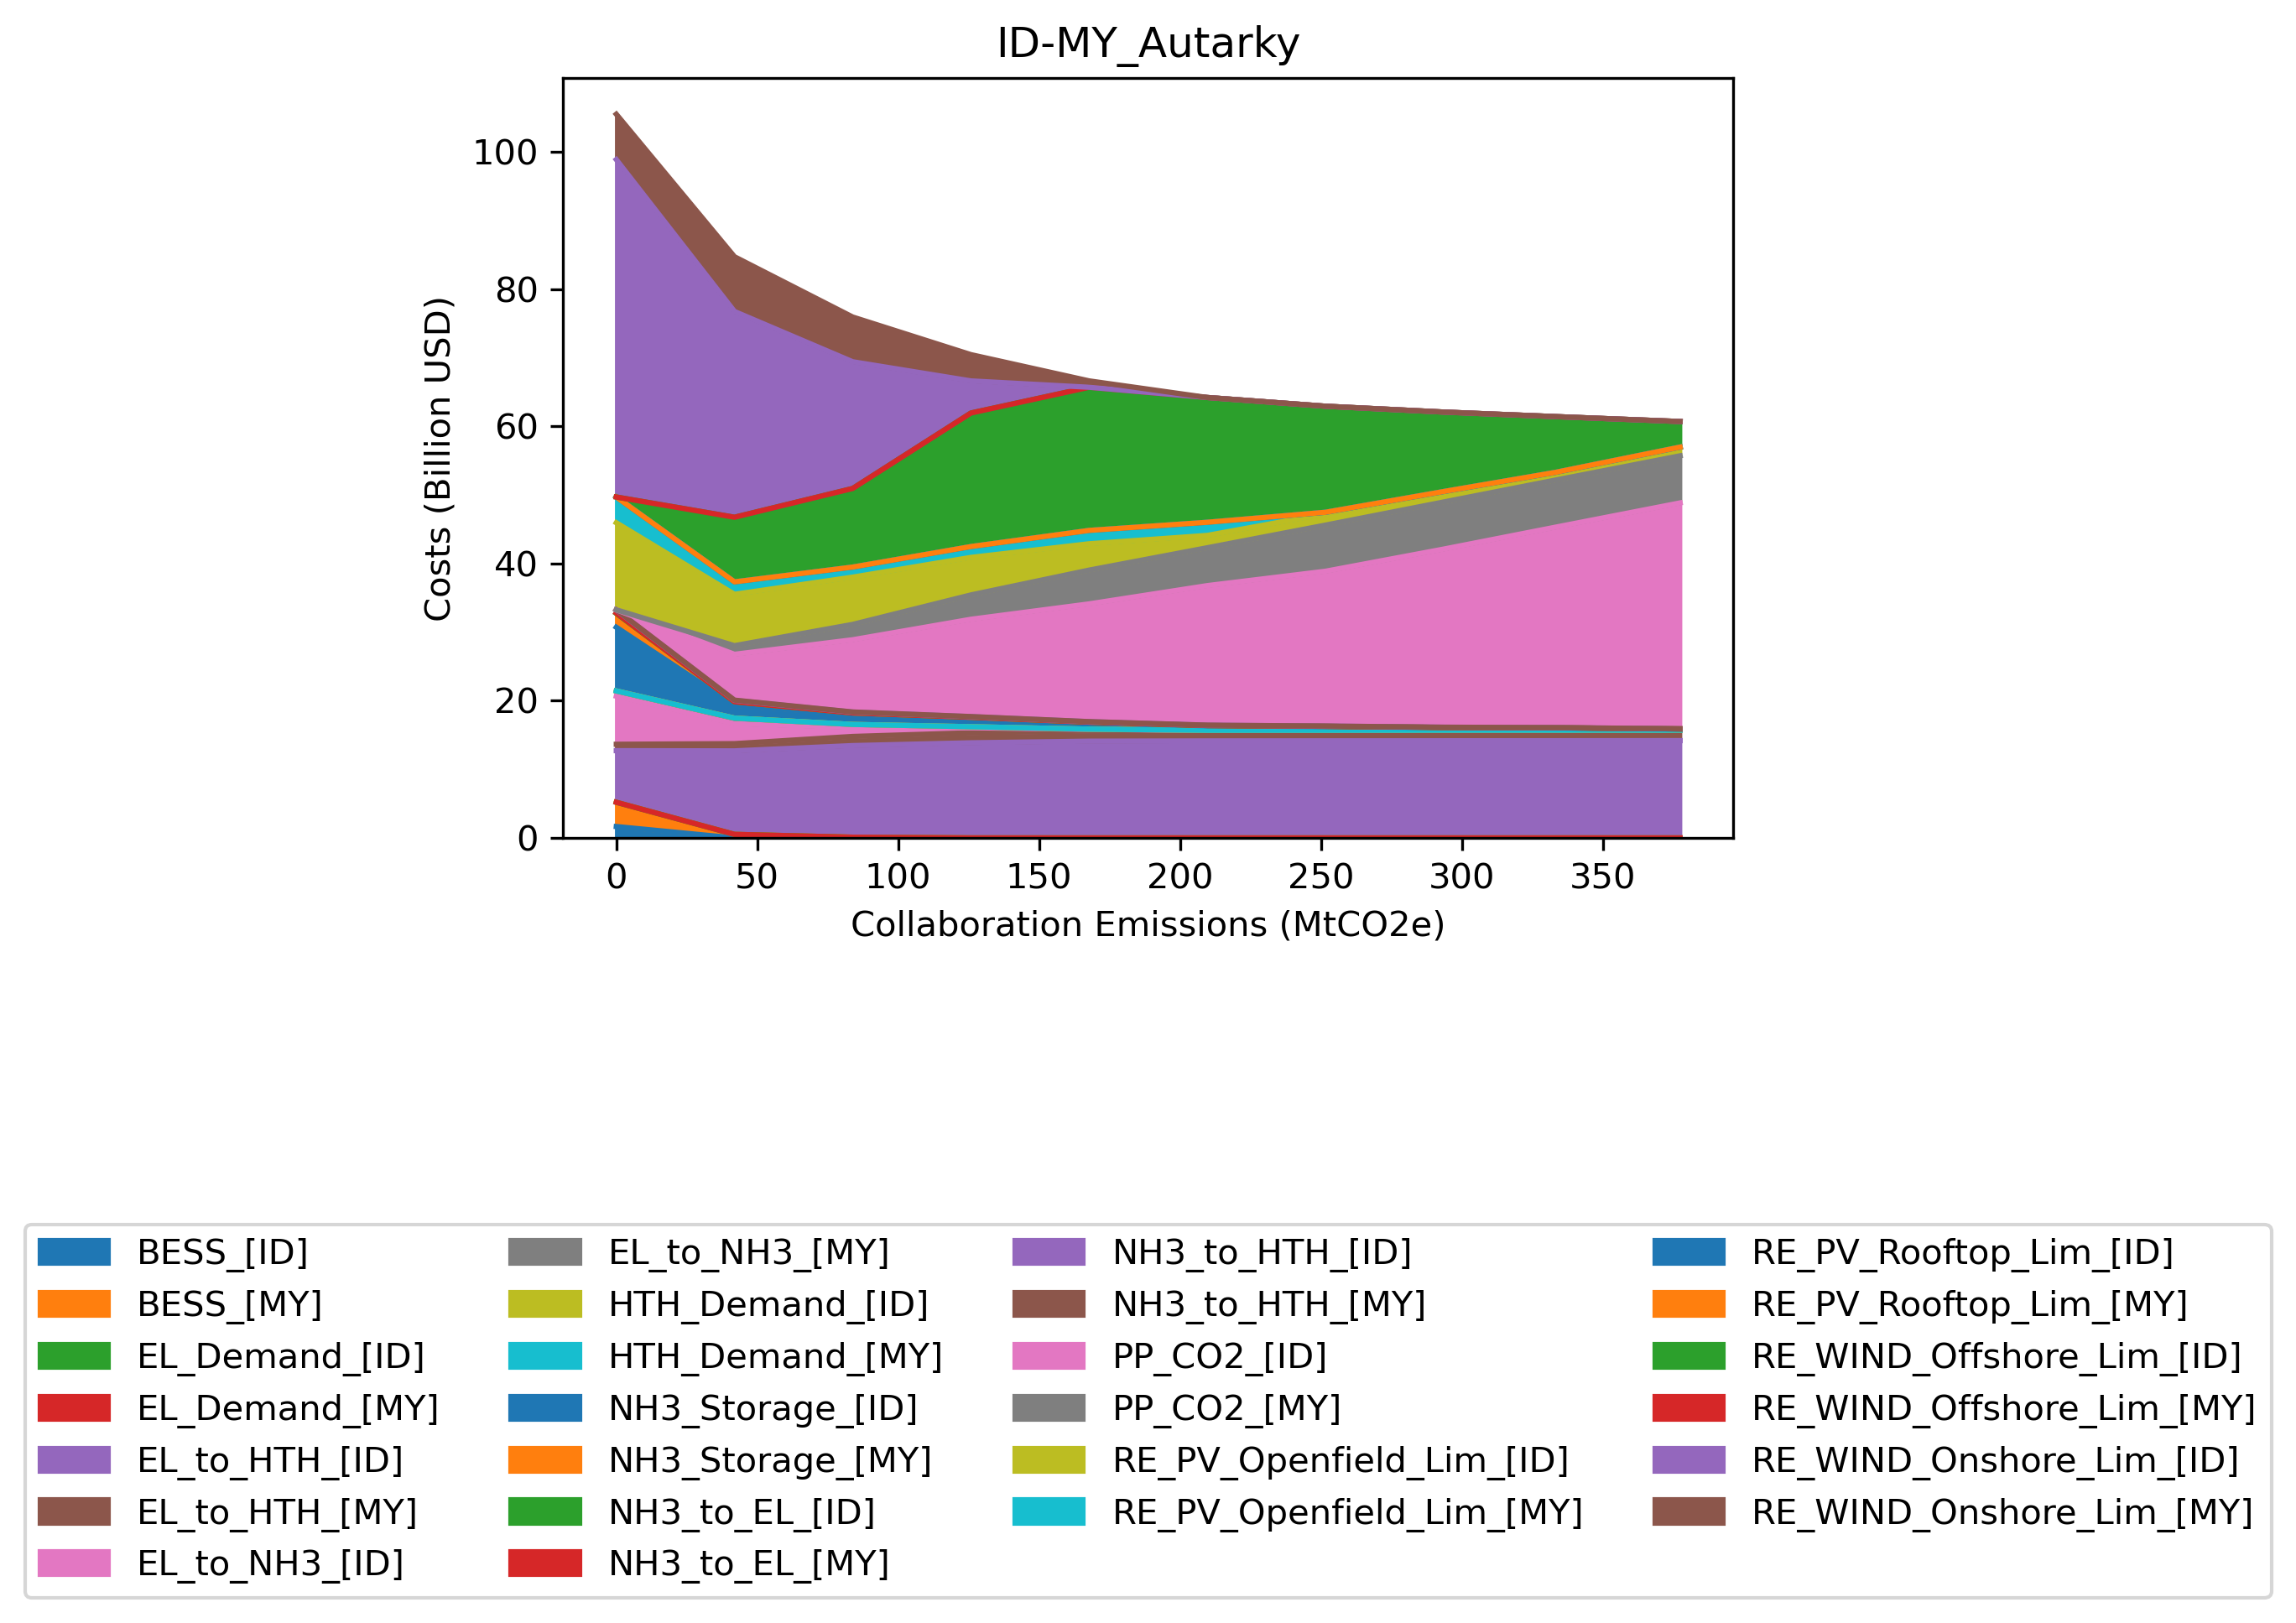 ID-MY_Autarky
Costs (Billion USD)
100
80
60
40
20
0
0 50 100 150 200 250 300 350
Collaboration Emissions (MtCO2e)
BESS_[ID]
BESS_[MY]
EL_Demand_[ID]
EL_Demand_[MY]
EL_to_HTH_[ID]
EL_to_HTH_[MY]
EL_to_NH3_[ID]
EL_to_NH3_[MY]
HTH_Demand_[ID]
HTH_Demand_[MY]
NH3_Storage_[ID]
NH3_Storage_[MY]
NH3_to_EL_[ID]
NH3_to_EL_[MY]
NH3_to_HTH_[ID]
NH3_to_HTH_[MY]
PP_CO2_[ID]
PP_CO2_[MY]
RE_PV_Openfield_Lim_[ID]
RE_PV_Openfield_Lim_[MY]
RE_PV_Rooftop_Lim_[ID]
RE_PV_Rooftop_Lim_[MY]
RE_WIND_Offshore_Lim_[ID]
RE_WIND_Offshore_Lim_[MY]
RE_WIND_Onshore_Lim_[ID]
RE_WIND_Onshore_Lim_[MY]